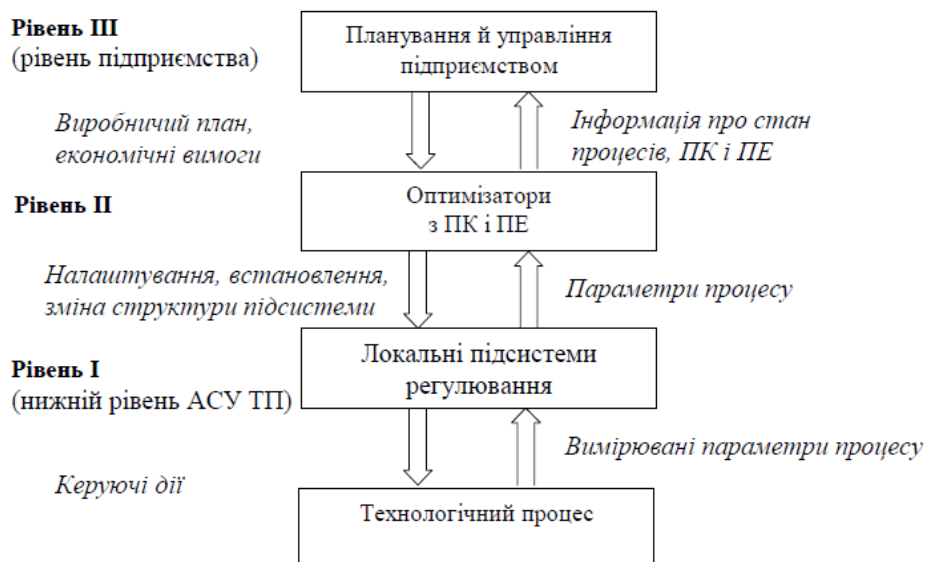 Рівень III
(рівень підприємства)
Планування й управління
підприємством
Виробничий план,
економічні вимоги
Інформація про стан
процесів, ПК і ПЕ
Рівень II
Оптимізатори
з ПК і ПЕ
Налаштування, встановлення,
зміна структури підсистеми
Параметри процесу
Рівень I
(нижній рівень АСУ ТП)
Локальні підсистеми
регулювання
Керуючі дії
Вимірювані параметри процесу
Технологічний процес